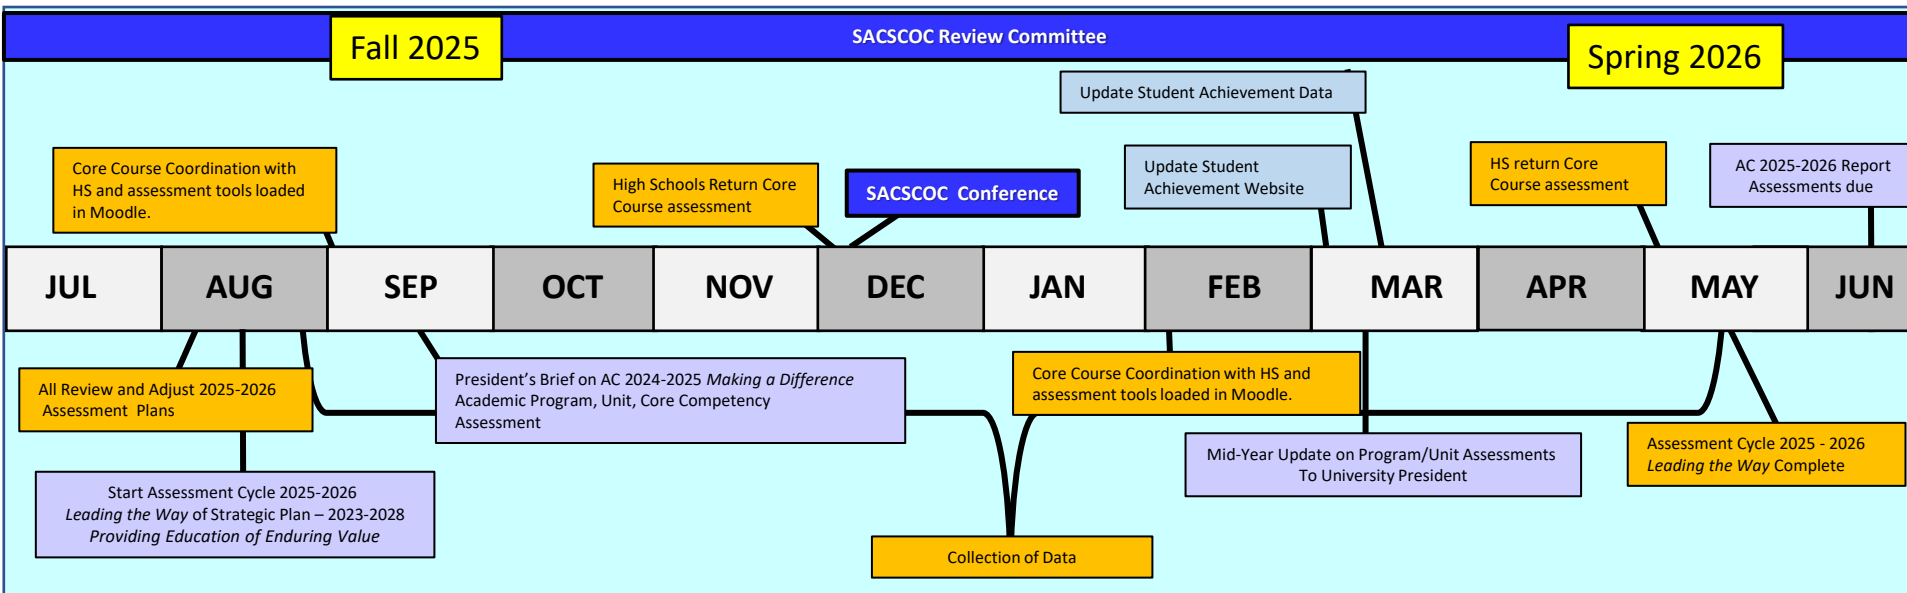 SACSCOC Review Committee
Fall 2025
Spring 2026
Update Student Achievement Data
Core Course Coordination with
HS and assessment tools loaded
in Moodle.
High Schools Return Core
Course assessment
SACSCOC Conference
Update Student
Achievement Website
HS return Core
Course assessment
AC 2025-2026 Report
Assessments due
JUL
AUG
SEP
OCT
NOV
DEC
JAN
FEB
MAR
APR
MAY
JUN
All Review and Adjust 2025-2026
Assessment Plans
President’s Brief on AC 2024-2025 Making a Difference
Academic Program, Unit, Core Competency
Assessment
Core Course Coordination with HS and
assessment tools loaded in Moodle.
Mid-Year Update on Program/Unit Assessments
To University President
Assessment Cycle 2025 - 2026
Leading the Way Complete
Start Assessment Cycle 2025-2026
Leading the Way of Strategic Plan – 2023-2028
Providing Education of Enduring Value
Collection of Data